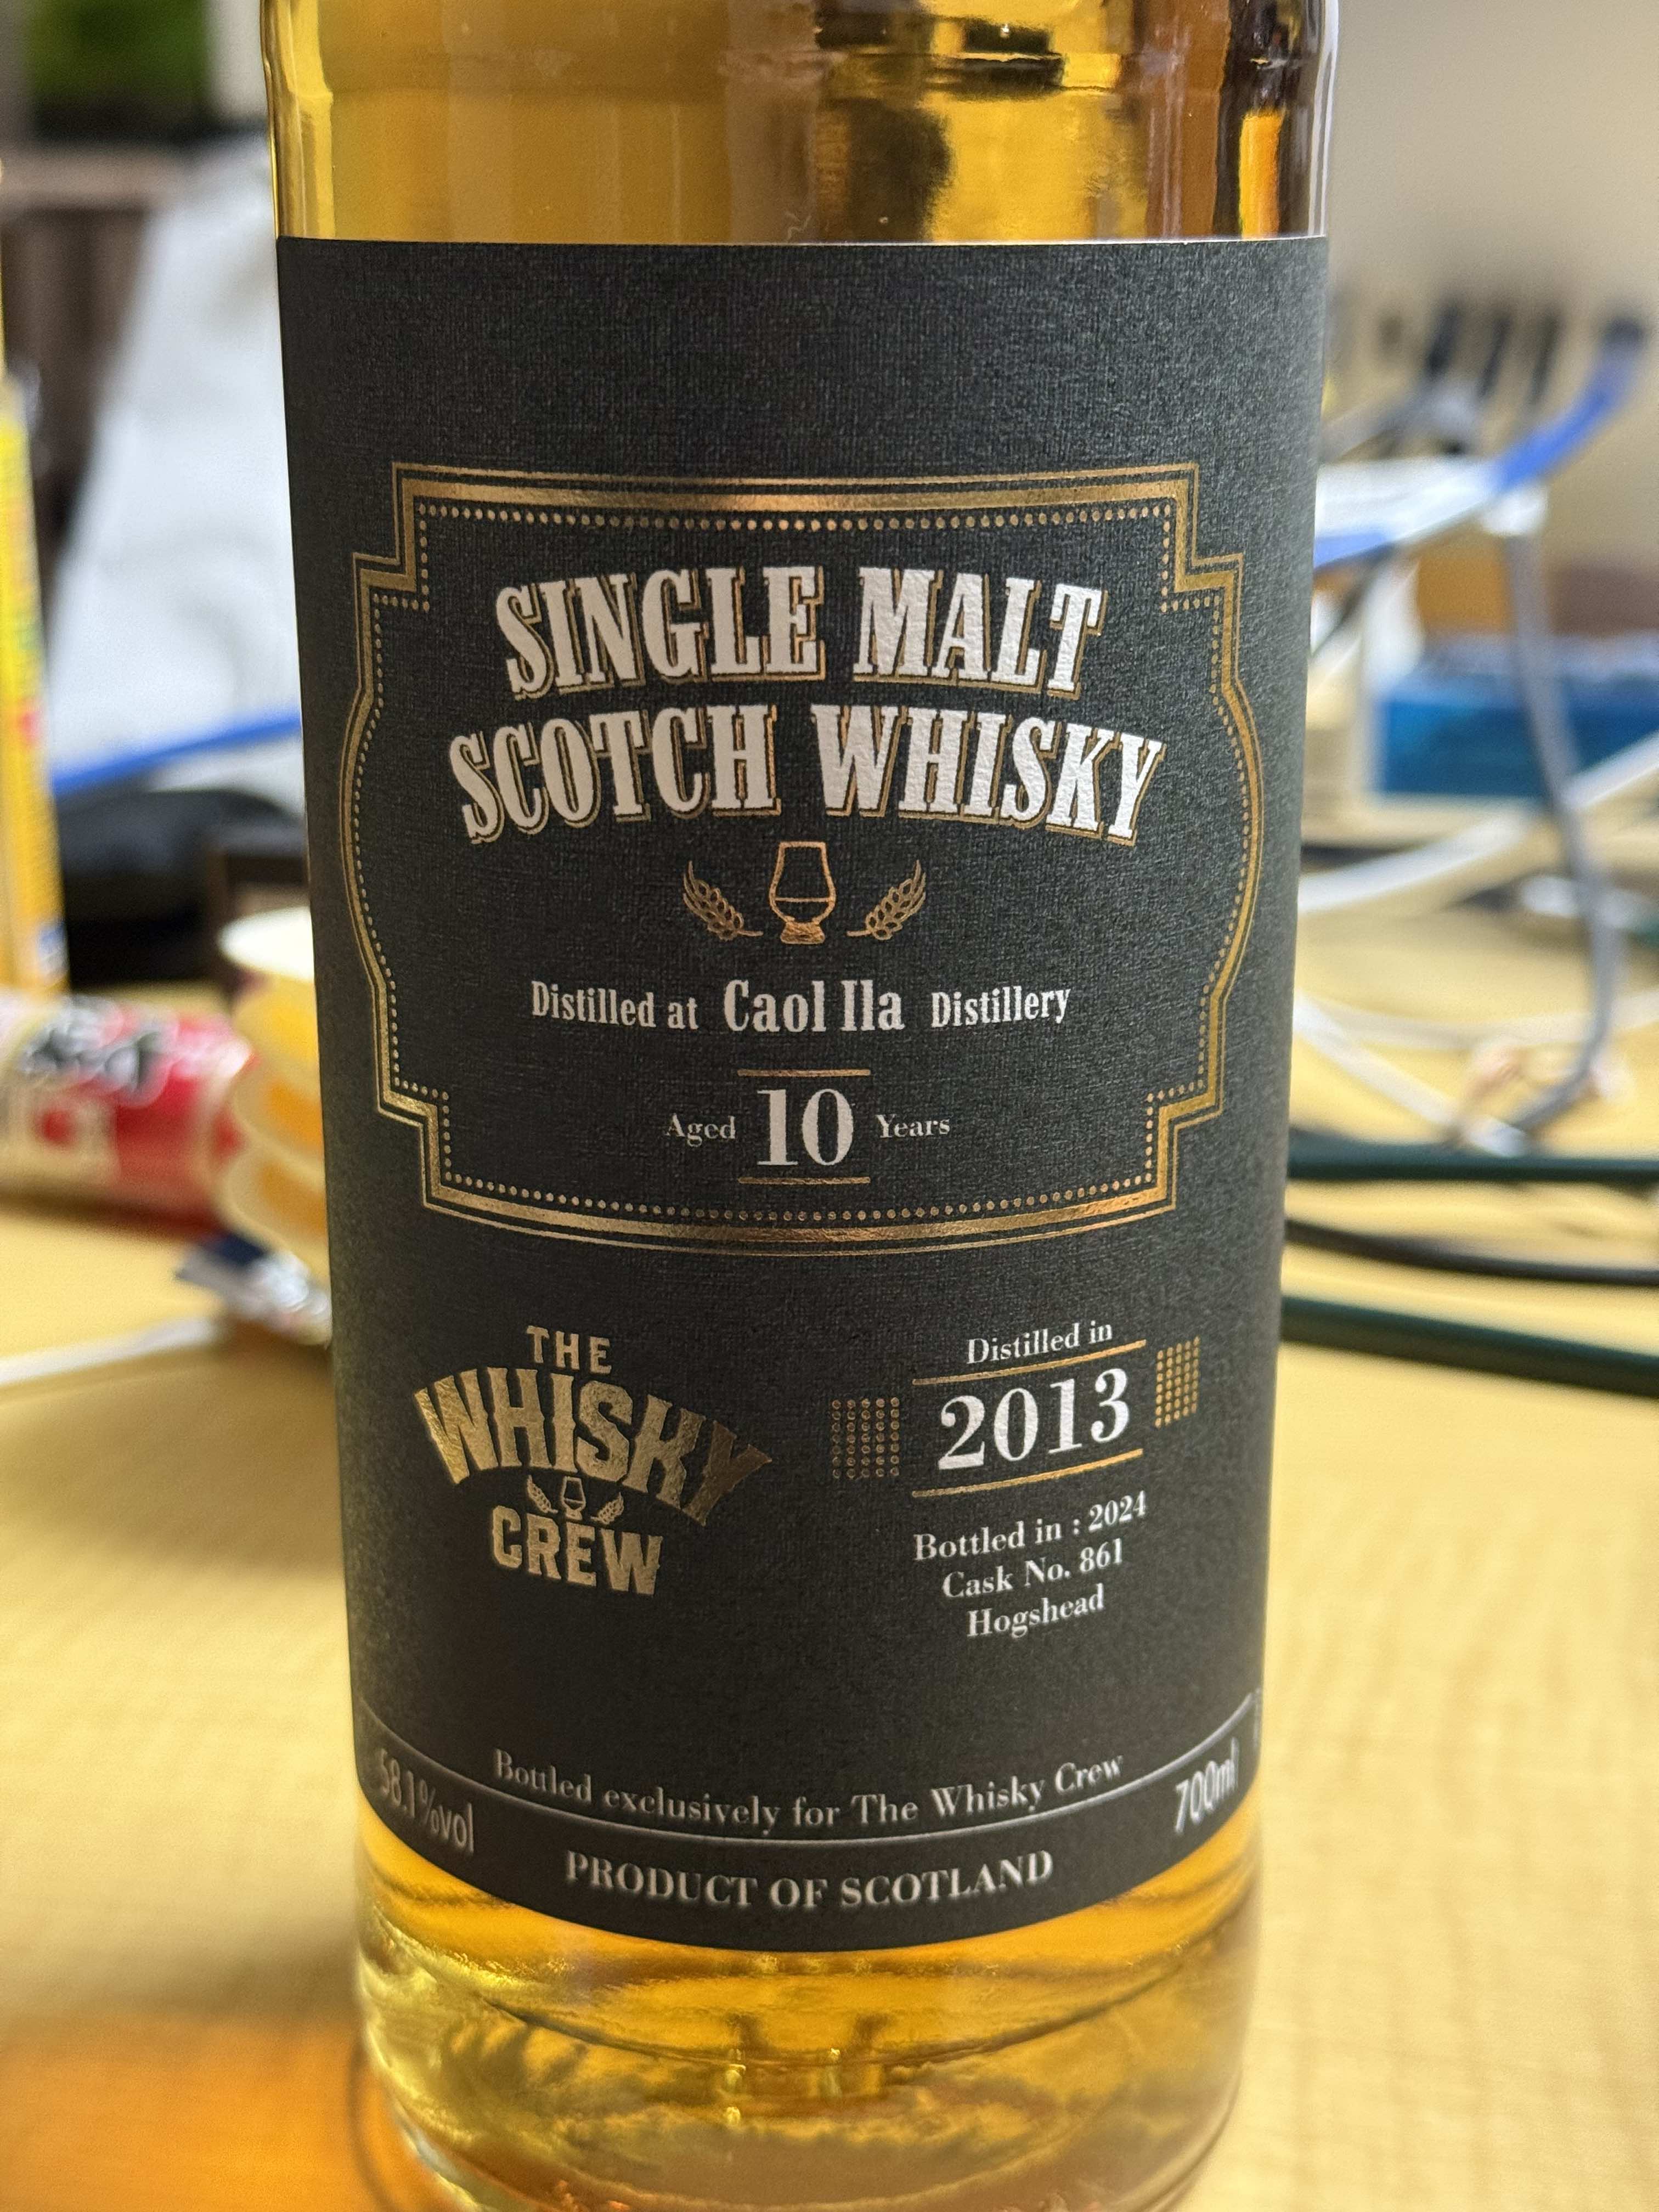 SINGLE MALT
SCOTCH WHISKY
Distilled at Caol Ila Distillery
Aged 10 Years
THE
WHISKY
CREW
Distilled in
2013
Bottled in : 2024
Cask No. 861
Hogshead
Bottled exclusively for The Whisky Crew
58.1%vol
700ml
PRODUCT OF SCOTLAND